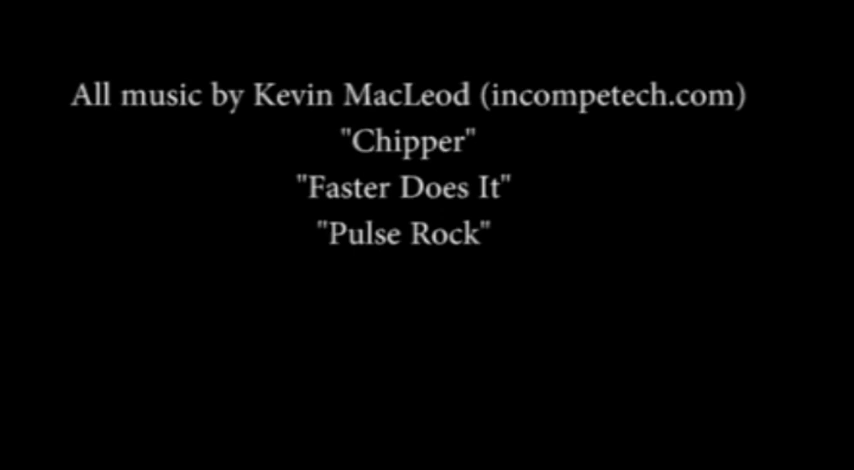 All music by Kevin MacLeod (incompetech.com)
"Chipper"
"Faster Does It"
"Pulse Rock"